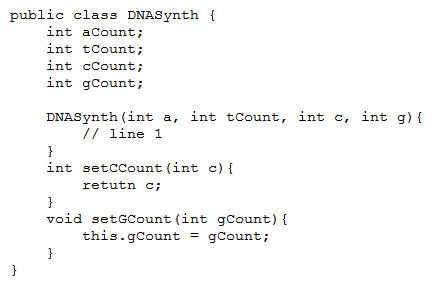 public class DNASynth {
    int aCount;
    int tCount;
    int cCount;
    int gCount;

    DNASynth(int a, int tCount, int c, int g){
        // line 1
    }
    int setCCount(int c){
        retutn c;
    }
    void setGCount(int gCount){
        this.gCount = gCount;
    }
}